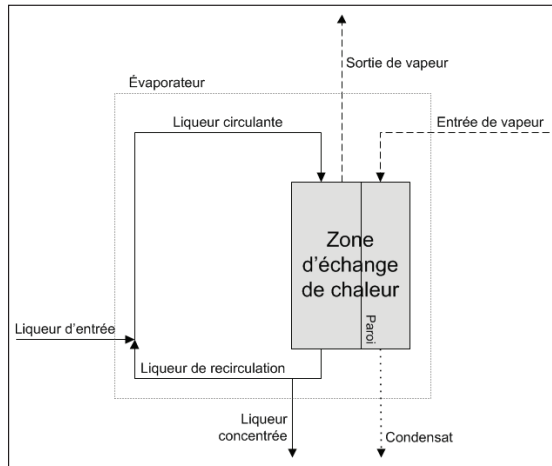 Sortie de vapeur
Évaporateur
Liqueur circulante
Entrée de vapeur
Zone
d'échange
de chaleur
Paroi
Liqueur d'entrée
Liqueur de recirculation
Liqueur
concentrée
Condensat